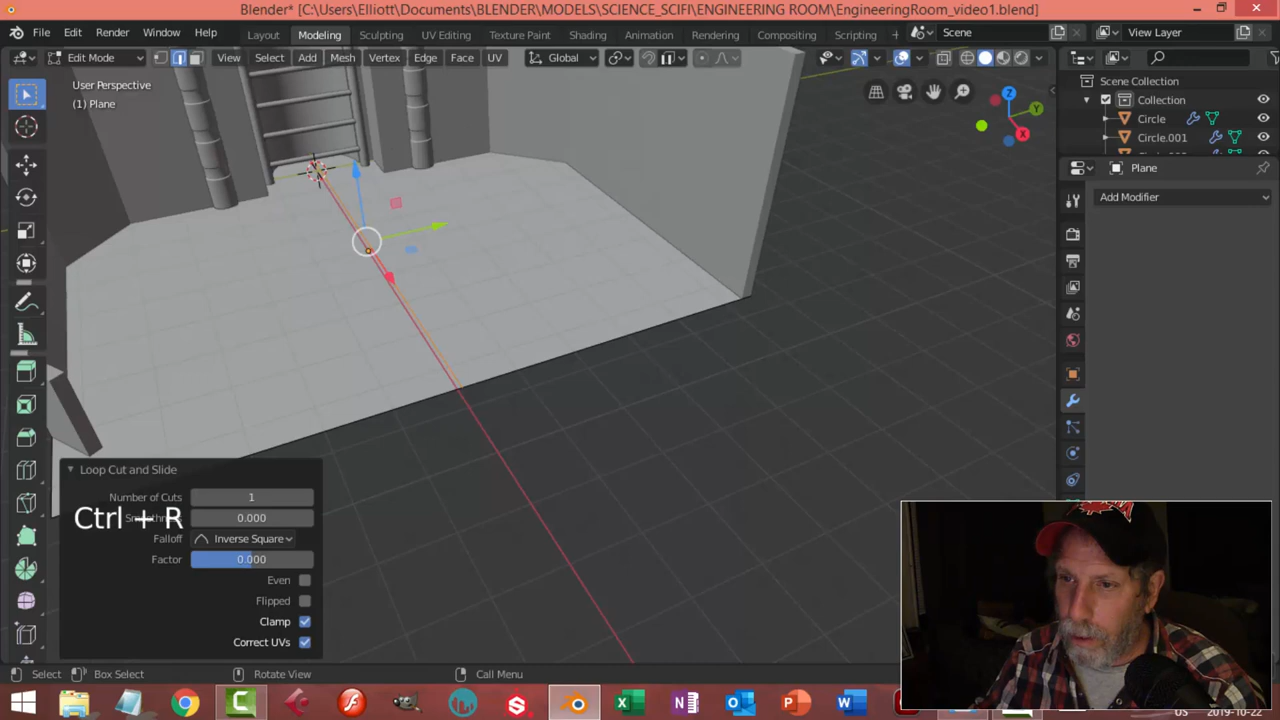 Blender* [C:\Users\Elliott\Documents\BLENDER\MODELS\SCIENCE_SCIFI\ENGINEERING ROOM\EngineeringRoom_video1.blend]
File Edit Render Window Help Layout Modeling Sculpting UV Editing Texture Paint Shading Animation Rendering Compositing Scripting + Scene View Layer
Edit Mode View Select Add Mesh Vertex Edge Face UV Global
User Perspective
(1) Plane
Scene Collection
Collection
Circle
Circle.001
Plane
Add Modifier
Loop Cut and Slide
Number of Cuts 1
0.000
Ctrl + R
Falloff Inverse Square
Factor 0.000
Even
Flipped
Clamp
Correct UVs
Select Box Select Rotate View Call Menu
US 2019-10-22